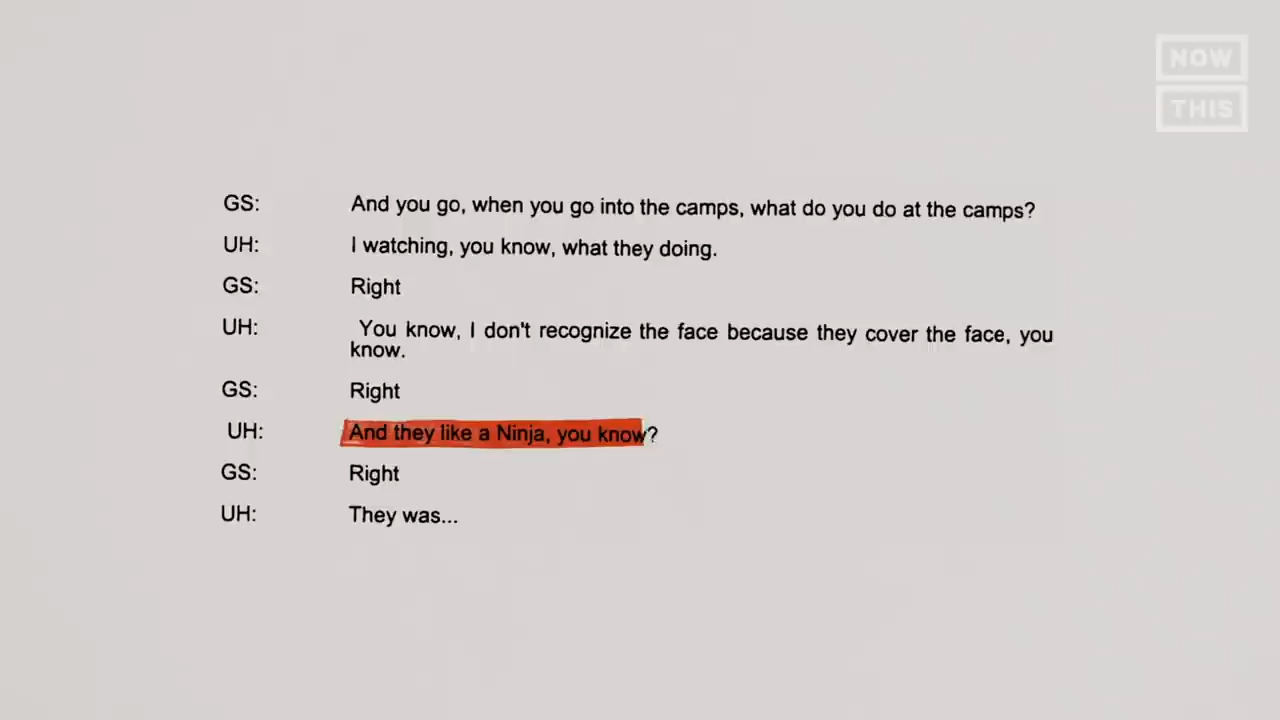 NOW
THIS
GS: And you go, when you go into the camps, what do you do at the camps?
UH: I watching, you know, what they doing.
GS: Right
UH: You know, I don't recognize the face because they cover the face, you
know.
GS: Right
UH: And they like a Ninja, you know?
GS: Right
UH: They was...